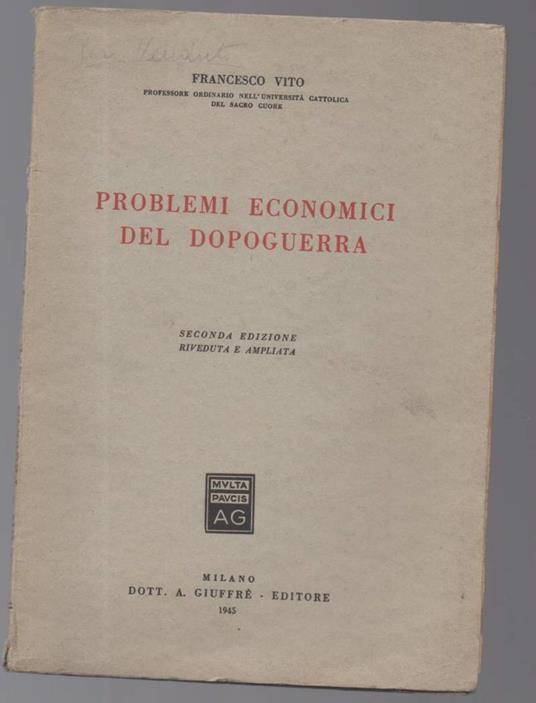 FRANCESCO VITO
PROFESSORE ORDINARIO NELL'UNIVERSITÀ CATTOLICA
DEL SACRO CUORE
PROBLEMI ECONOMICI
DEL DOPOGUERRA
SECONDA EDIZIONE
RIVEDUTA E AMPLIATA
MVLTA
PAVCIS
AG
MILANO
DOTT. A. GIUFFRÈ - EDITORE
1945